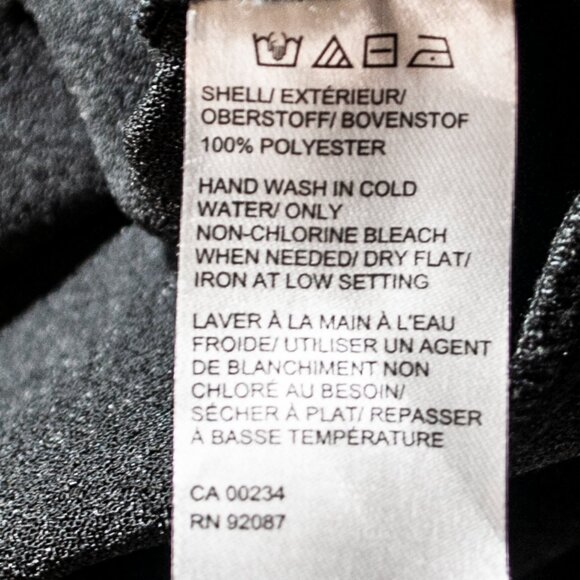 SHELL/ EXTÉRIEUR/
OBERSTOFF/ BOVENSTOF
100% POLYESTER
HAND WASH IN COLD
WATER/ ONLY
NON-CHLORINE BLEACH
WHEN NEEDED/ DRY FLAT/
IRON AT LOW SETTING
LAVER À LA MAIN À L'EAU
FROIDE/ UTILISER UN AGENT
DE BLANCHIMENT NON
CHLORÉ AU BESOIN/
SÉCHER À PLAT/ REPASSER
À BASSE TEMPÉRATURE
CA 00234
RN 92087